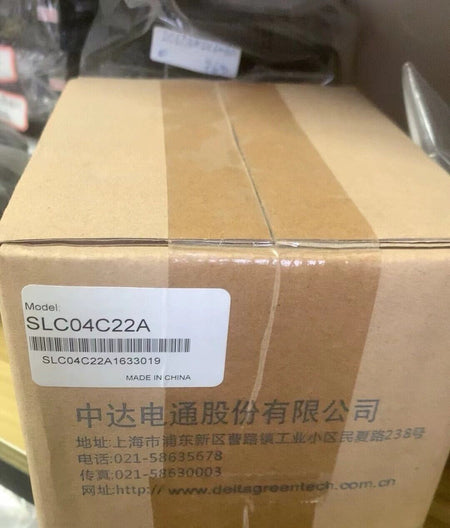 Model:
SLC04C22A
SLC04C22A1633019
MADE IN CHINA
中达电通股份有限公司
地址:上海市浦东新区曹路镇工业小区民夏路238号
电话:021-58635678
传真:021-58630003
网址:http://www.deltagreentech.com.cn